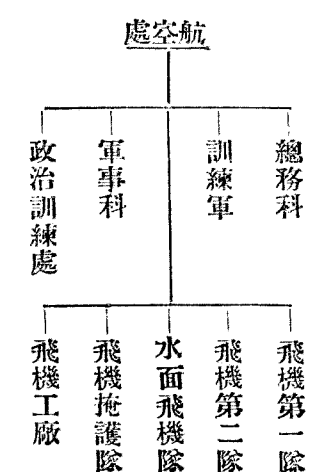 航空處
總務科
訓練軍
軍事科
政治訓練處
飛機第一隊
飛機第二隊
水面飛機隊
飛機掩護隊
飛機工廠